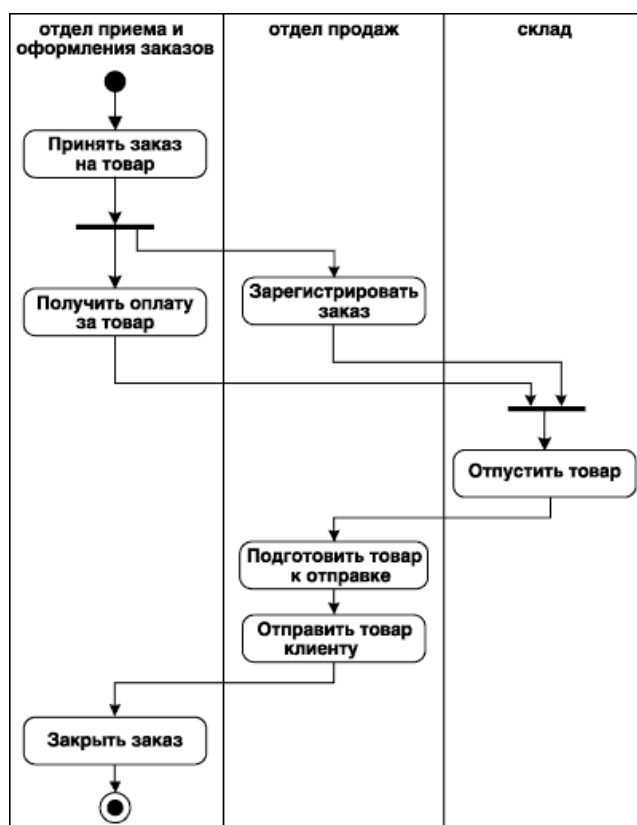 отдел приема и
оформления заказов
отдел продаж
склад
Принять заказ
на товар
Получить оплату
за товар
Зарегистрировать
заказ
Отпустить товар
Подготовить товар
к отправке
Отправить товар
клиенту
Закрыть заказ